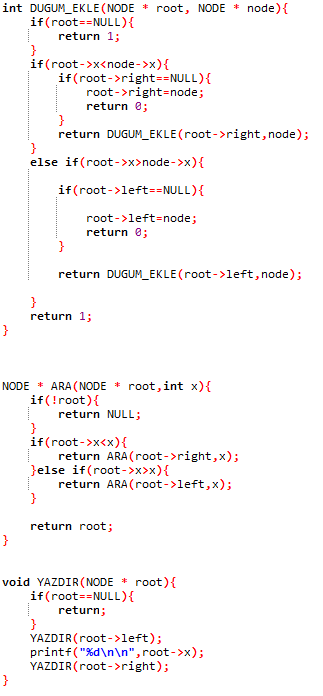 int DUGUM_EKLE(NODE * root, NODE * node){
    if(root==NULL){
        return 1;
    }
    if(root->x<node->x){
        if(root->right==NULL){
            root->right=node;
            return 0;
        }
        return DUGUM_EKLE(root->right,node);
    }
    else if(root->x>node->x){

        if(root->left==NULL){

            root->left=node;
            return 0;
        }

        return DUGUM_EKLE(root->left,node);

    }
    return 1;
}


NODE * ARA(NODE * root,int x){
    if(!root){
        return NULL;
    }
    if(root->x<x){
        return ARA(root->right,x);
    }else if(root->x>x){
        return ARA(root->left,x);
    }

    return root;
}


void YAZDIR(NODE * root){
    if(root==NULL){
        return;
    }
    YAZDIR(root->left);
    printf("%d\n\n",root->x);
    YAZDIR(root->right);
}